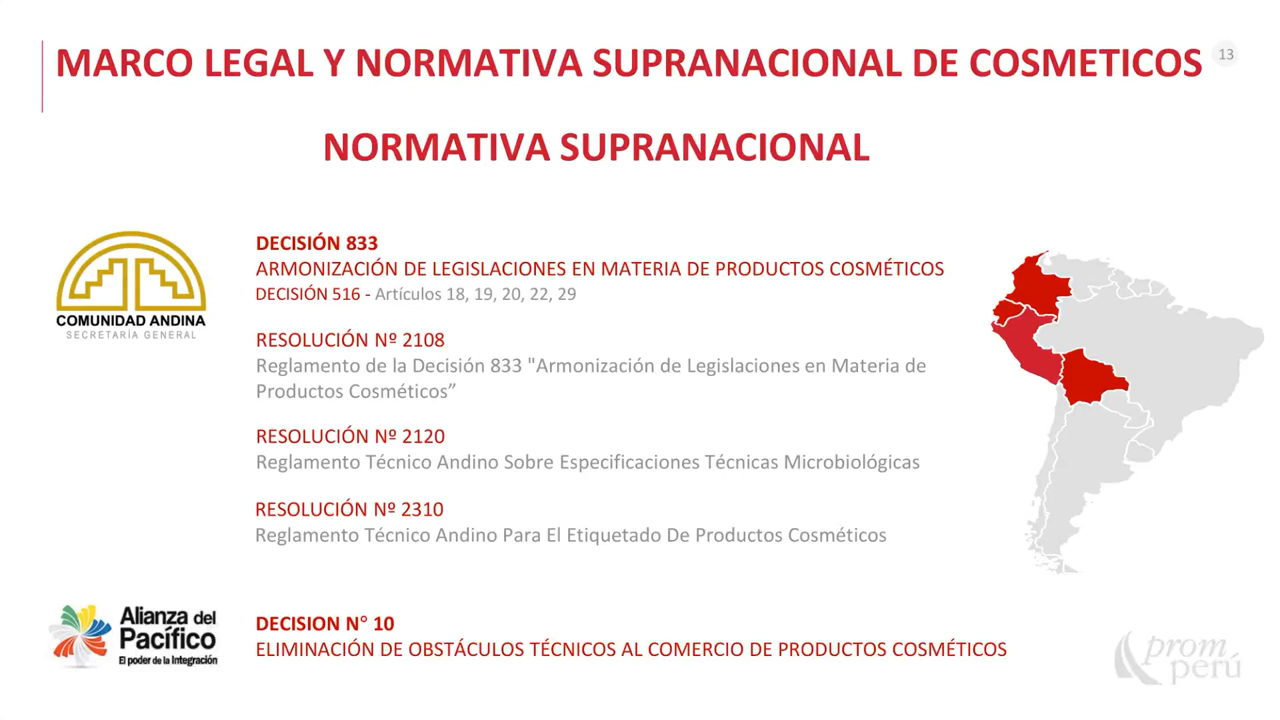 MARCO LEGAL Y NORMATIVA SUPRANACIONAL DE COSMETICOS
13
NORMATIVA SUPRANACIONAL
COMUNIDAD ANDINA
SECRETARÍA GENERAL
DECISIÓN 833
ARMONIZACIÓN DE LEGISLACIONES EN MATERIA DE PRODUCTOS COSMÉTICOS
DECISIÓN 516 - Artículos 18, 19, 20, 22, 29
RESOLUCIÓN Nº 2108
Reglamento de la Decisión 833 "Armonización de Legislaciones en Materia de
Productos Cosméticos”
RESOLUCIÓN Nº 2120
Reglamento Técnico Andino Sobre Especificaciones Técnicas Microbiológicas
RESOLUCIÓN Nº 2310
Reglamento Técnico Andino Para El Etiquetado De Productos Cosméticos
Alianza del
Pacífico
El poder de la Integración
DECISION N° 10
ELIMINACIÓN DE OBSTÁCULOS TÉCNICOS AL COMERCIO DE PRODUCTOS COSMÉTICOS
prom
perú